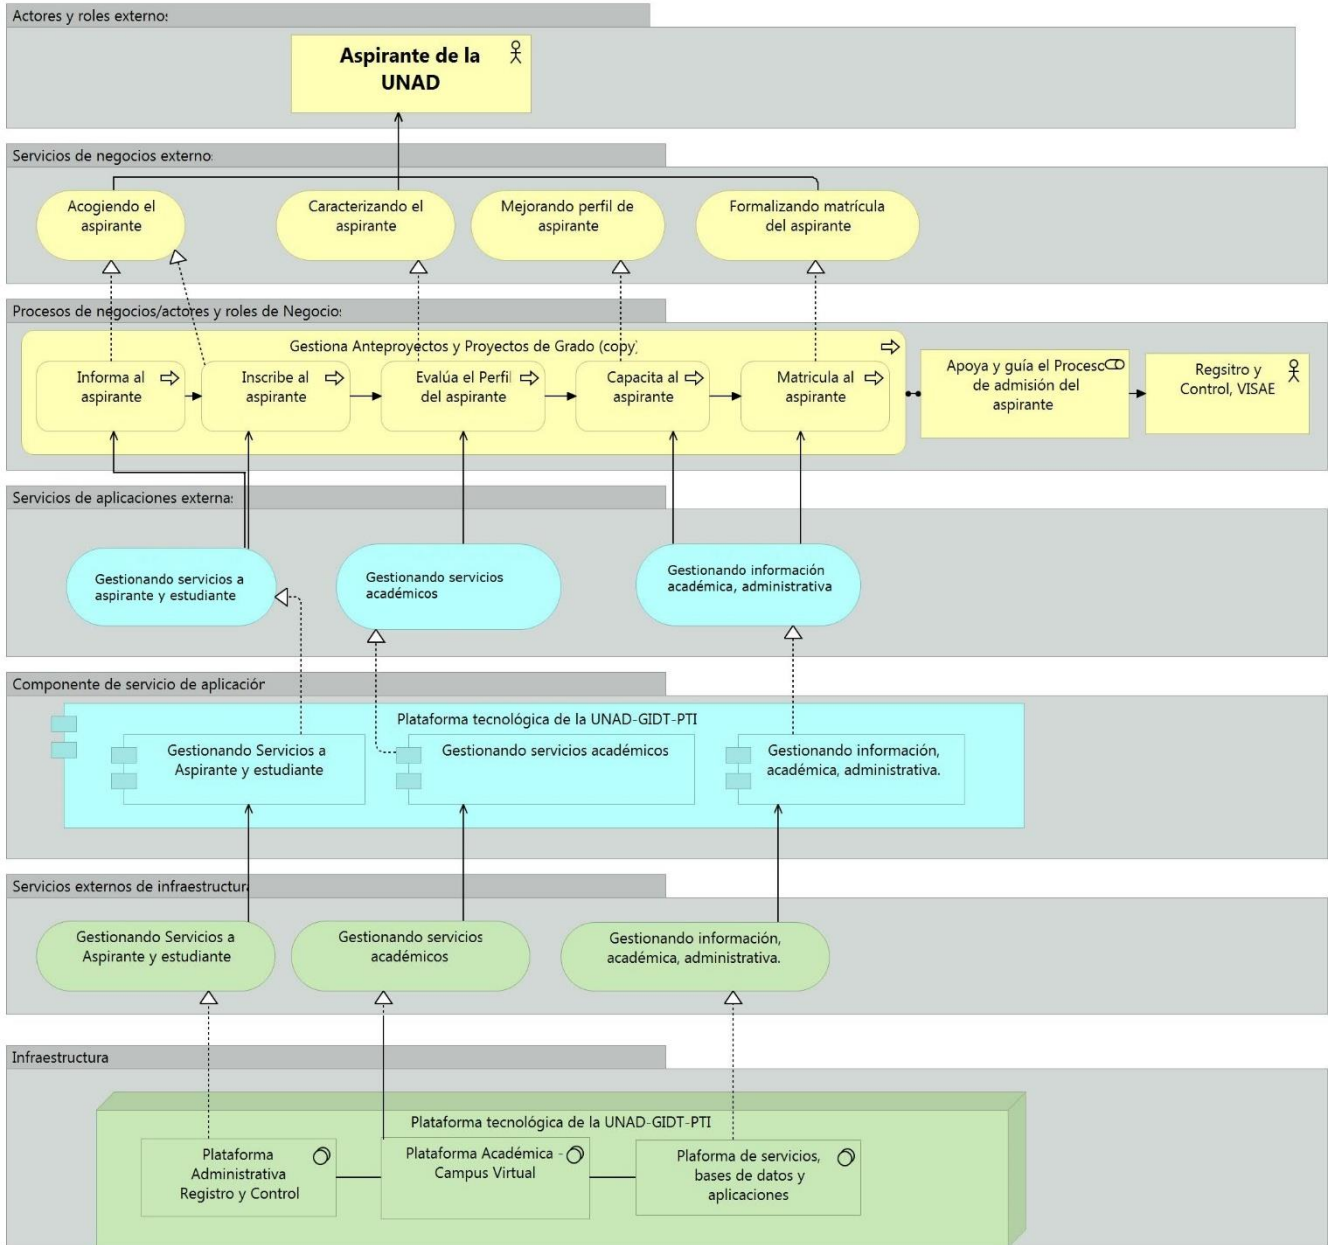 Actores y roles externos
Aspirante de la
UNAD
Servicios de negocios externo
Acogiendo el
aspirante
Caracterizando el
aspirante
Mejorando perfil de
aspirante
Formalizando matrícula
del aspirante
Procesos de negocios/actores y roles de Negocio
Gestiona Anteproyectos y Proyectos de Grado (copy)
Informa al
aspirante
Inscribe al
aspirante
Evalúa el Perfil
del aspirante
Capacita al
aspirante
Matricula al
aspirante
Apoya y guía el Proceso
de admisión del
aspirante
Regsitro y
Control, VISAE
Servicios de aplicaciones externa
Gestionando servicios a
aspirante y estudiante
Gestionando servicios
académicos
Gestionando información
académica, administrativa
Componente de servicio de aplicación
Plataforma tecnológica de la UNAD-GIDT-PTI
Gestionando Servicios a
Aspirante y estudiante
Gestionando servicios académicos
Gestionando información,
académica, administrativa.
Servicios externos de infraestructura
Gestionando Servicios a
Aspirante y estudiante
Gestionando servicios
académicos
Gestionando información,
académica, administrativa.
Infraestructura
Plataforma tecnológica de la UNAD-GIDT-PTI
Plataforma
Administrativa
Registro y Control
Plataforma Académica -
Campus Virtual
Plaforma de servicios,
bases de datos y
aplicaciones